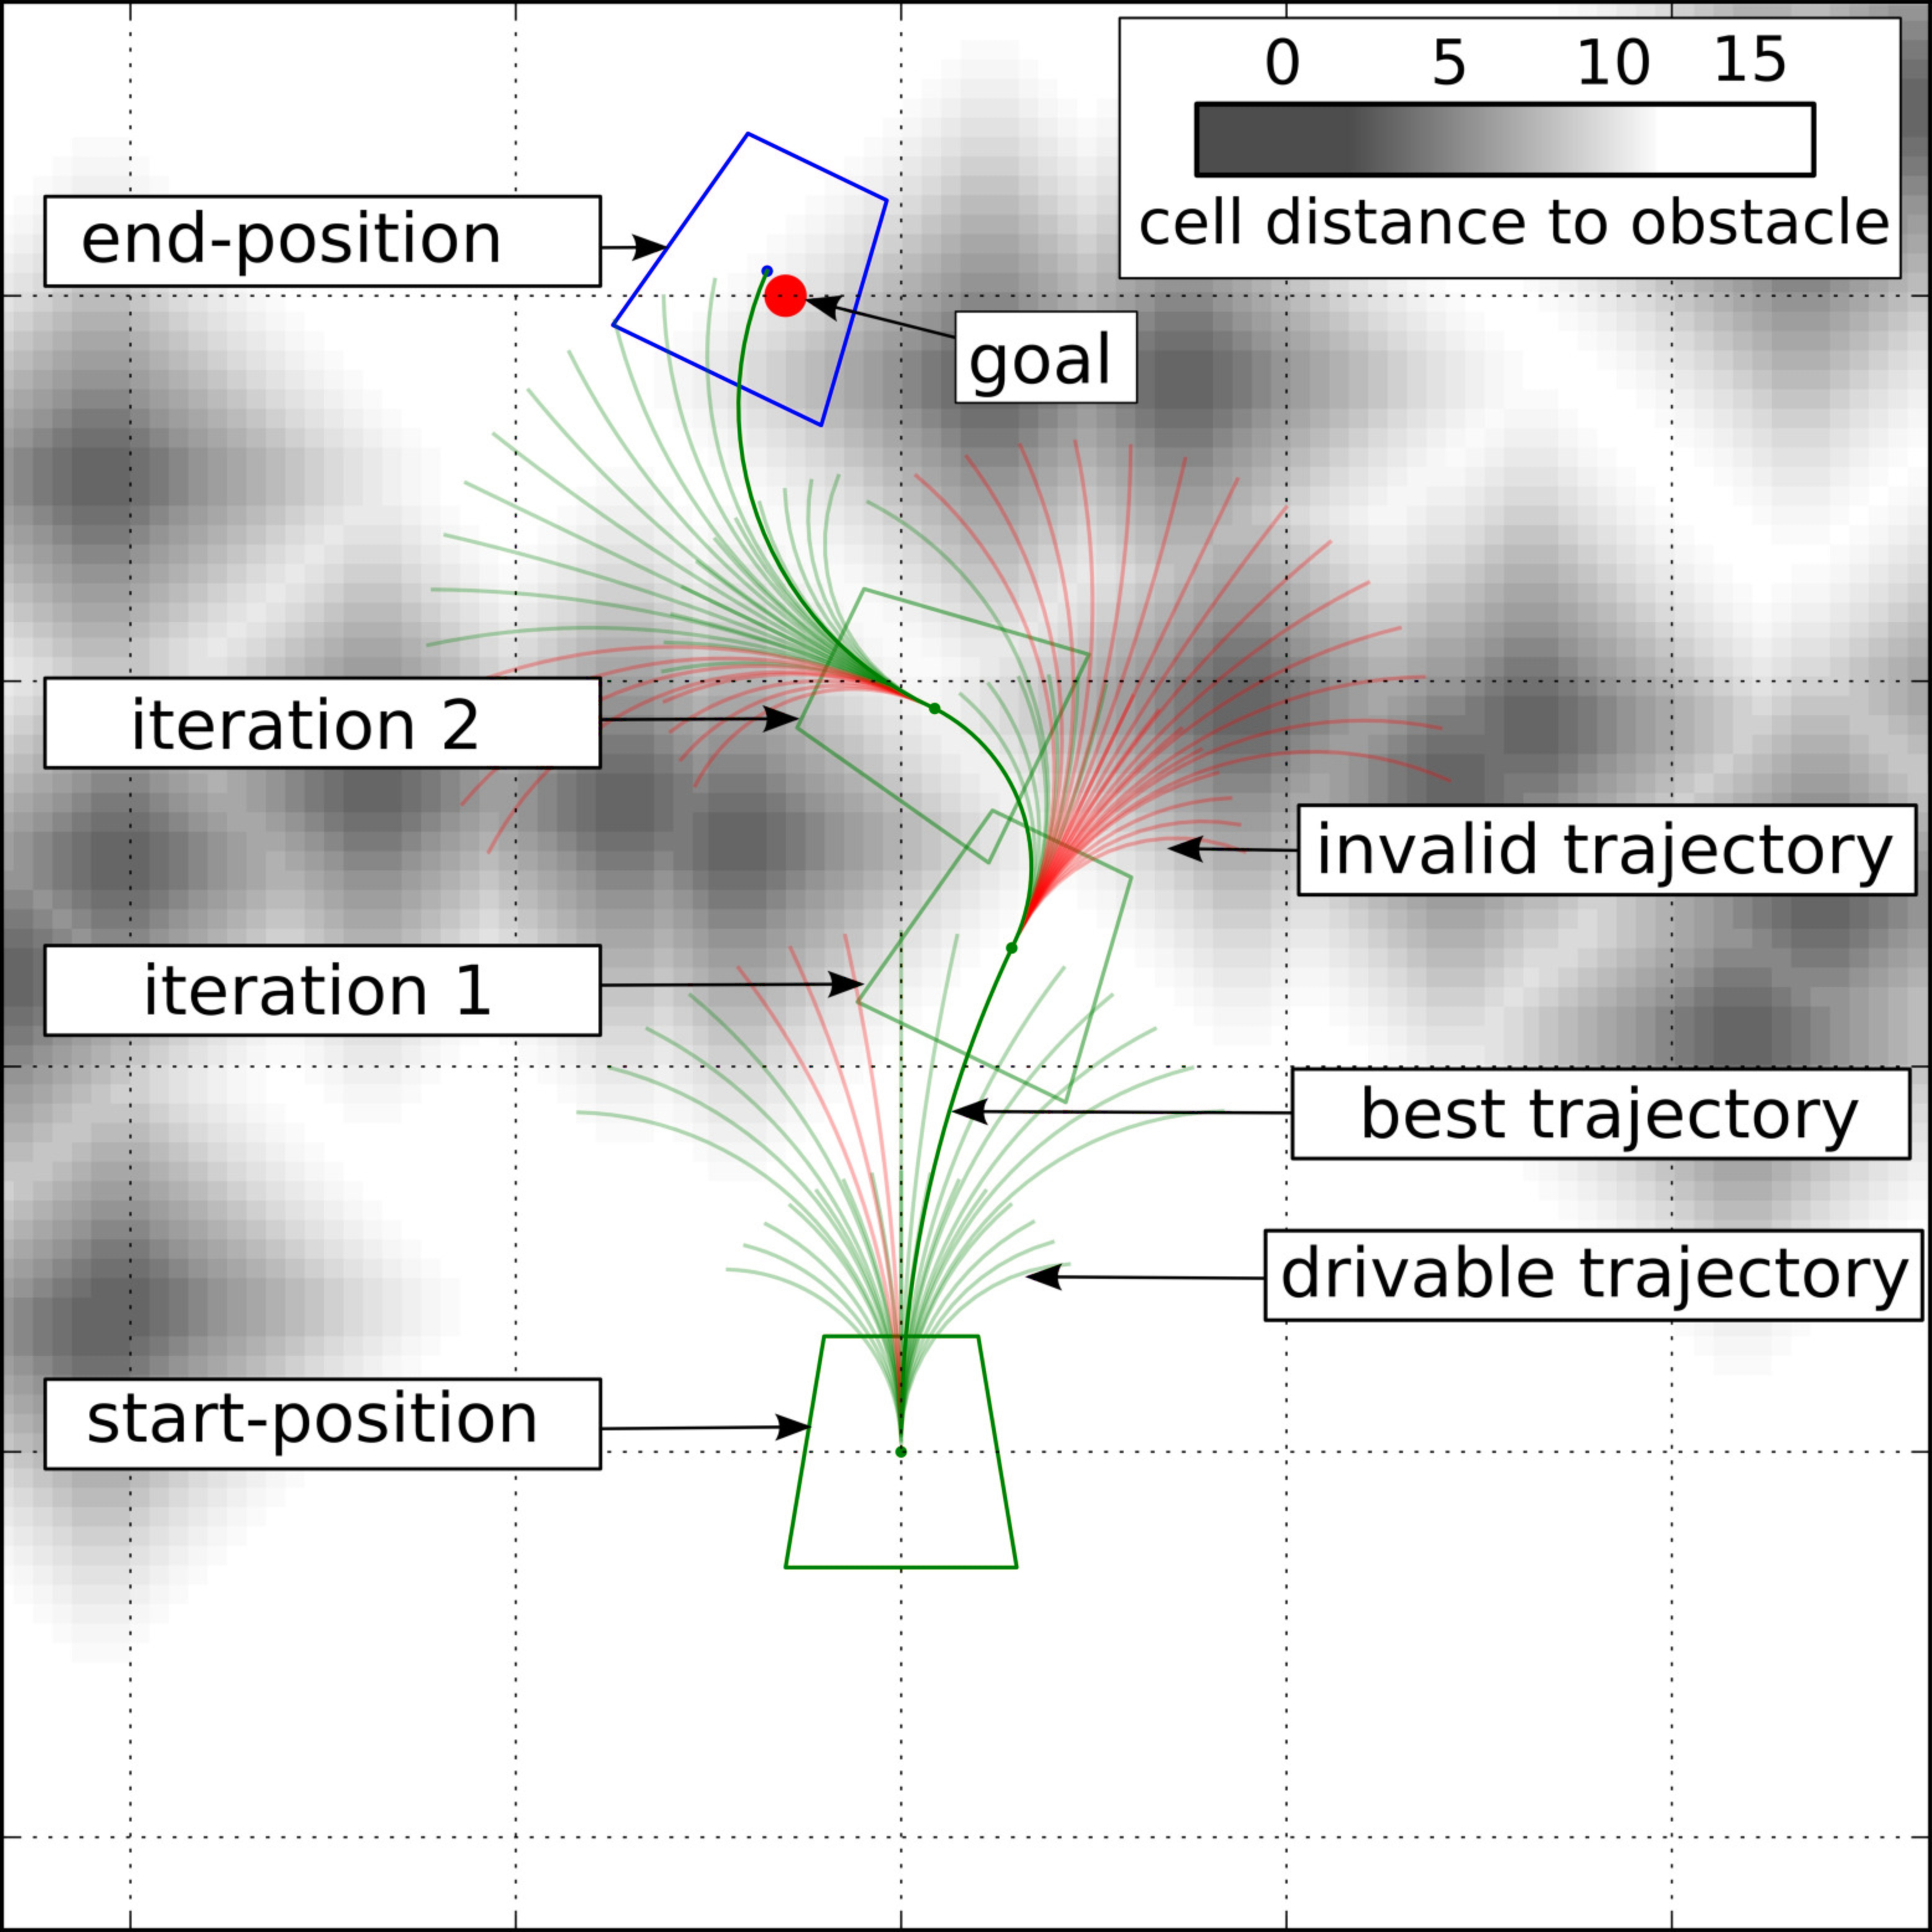 0 5 10 15
cell distance to obstacle
end-position
goal
iteration 2
invalid trajectory
iteration 1
best trajectory
drivable trajectory
start-position